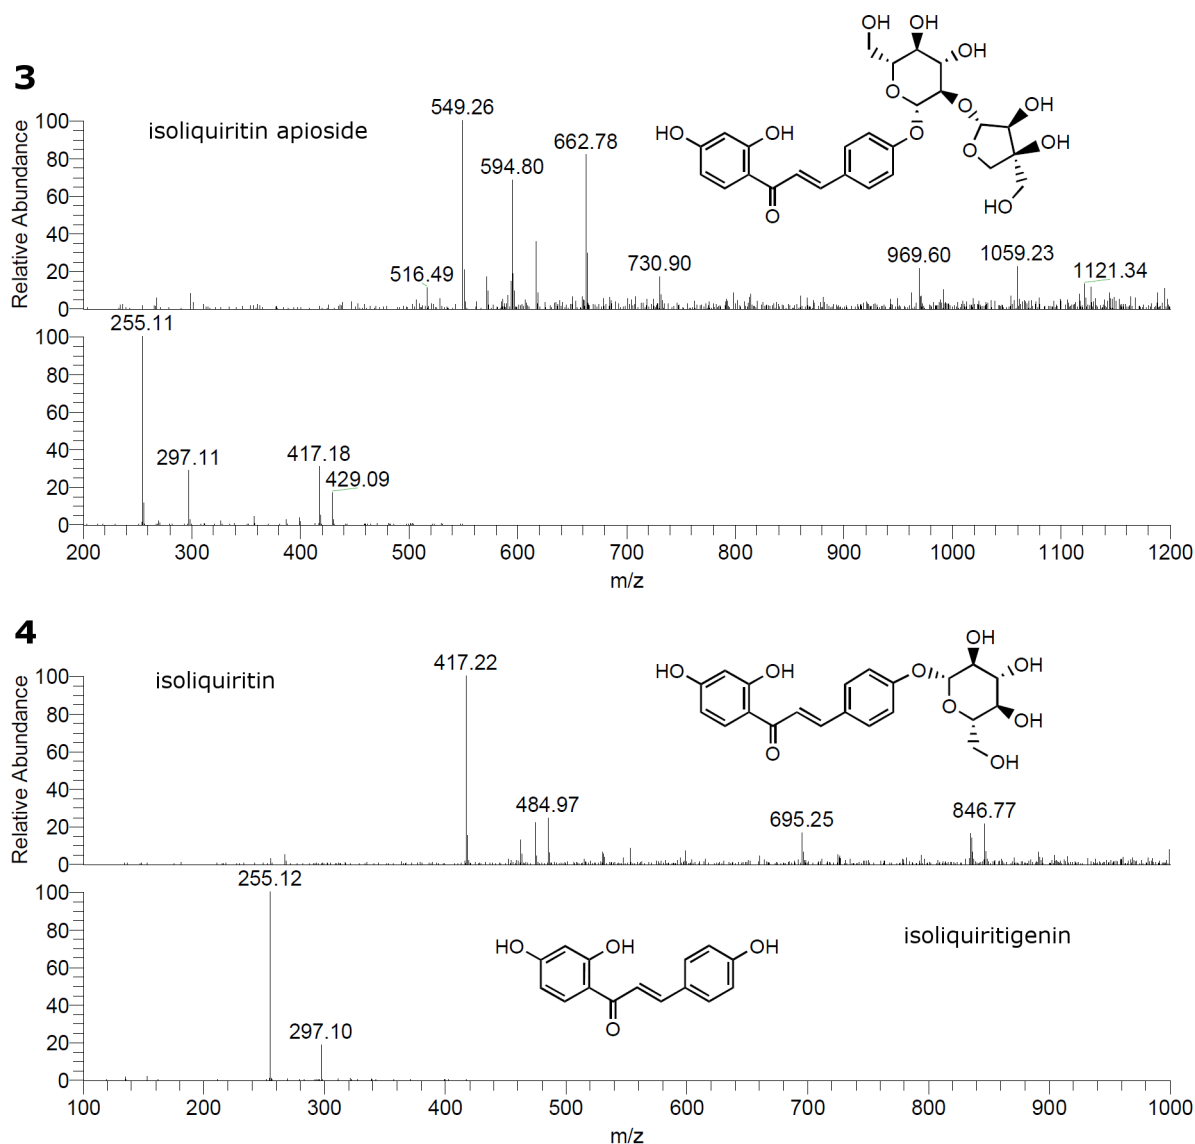 3
isoliquiritin apioside
Relative Abundance
100
80
60
40
20
0
516.49
549.26
594.80
662.78
730.90
969.60
1059.23
1121.34
HO
OH
O
O
O
O
O
OH
OH
OH
OH
OH
HO
100
80
60
40
20
0
255.11
297.11
417.18
429.09
200 300 400 500 600 700 800 900 1000 1100 1200
m/z
4
isoliquiritin
Relative Abundance
100
80
60
40
20
0
417.22
484.97
695.25
846.77
HO
OH
O
O
O
OH
OH
OH
OH
100
80
60
40
20
0
255.12
297.10
HO
OH
O
OH
isoliquiritigenin
100 200 300 400 500 600 700 800 900 1000
m/z